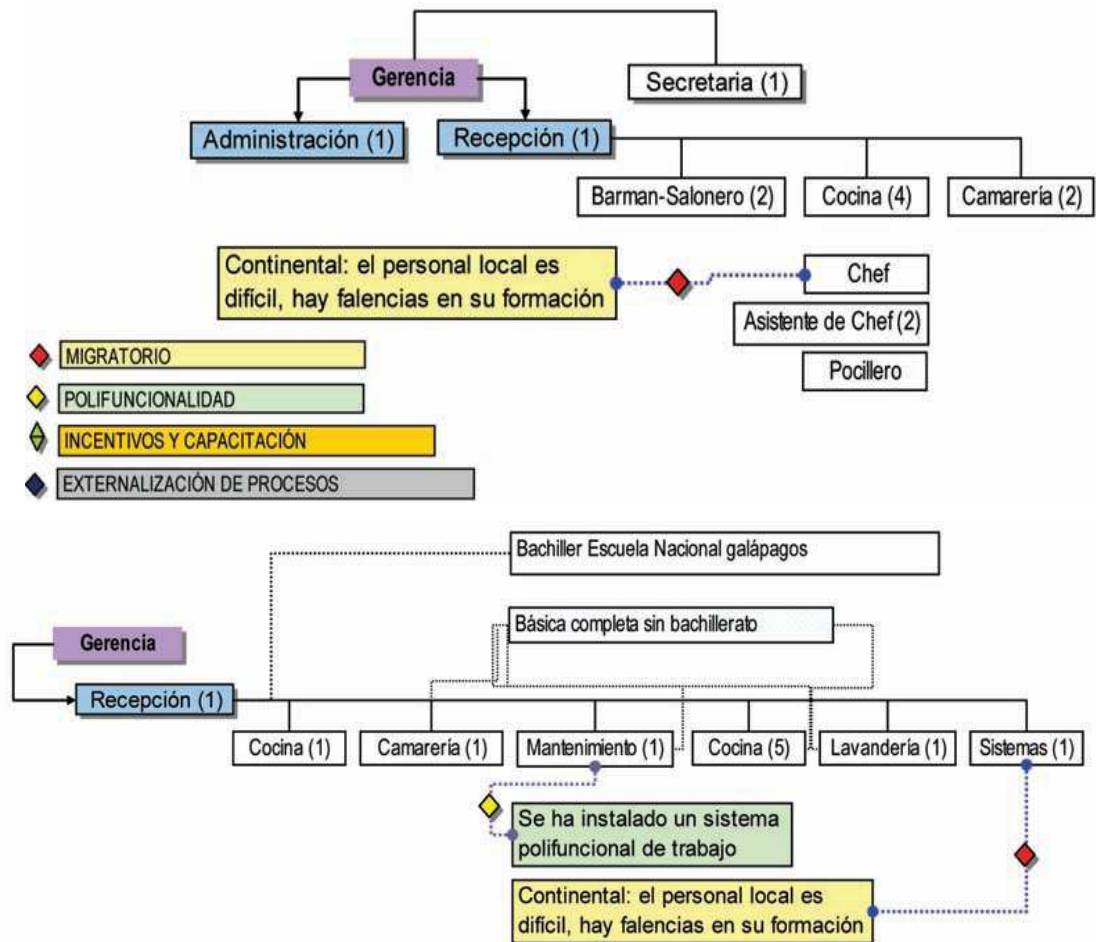 Gerencia
Secretaria (1)
Administración (1)
Recepción (1)
Barman-Salonero (2)
Cocina (4)
Camarería (2)
Continental: el personal local es
difícil, hay falencias en su formación
Chef
Asistente de Chef (2)
Pocillero
MIGRATORIO
POLIFUNCIONALIDAD
INCENTIVOS Y CAPACITACIÓN
EXTERNALIZACIÓN DE PROCESOS
Bachiller Escuela Nacional galápagos
Básica completa sin bachillerato
Gerencia
Recepción (1)
Cocina (1)
Camarería (1)
Mantenimiento (1)
Cocina (5)
Lavandería (1)
Sistemas (1)
Se ha instalado un sistema
polifuncional de trabajo
Continental: el personal local es
difícil, hay falencias en su formación